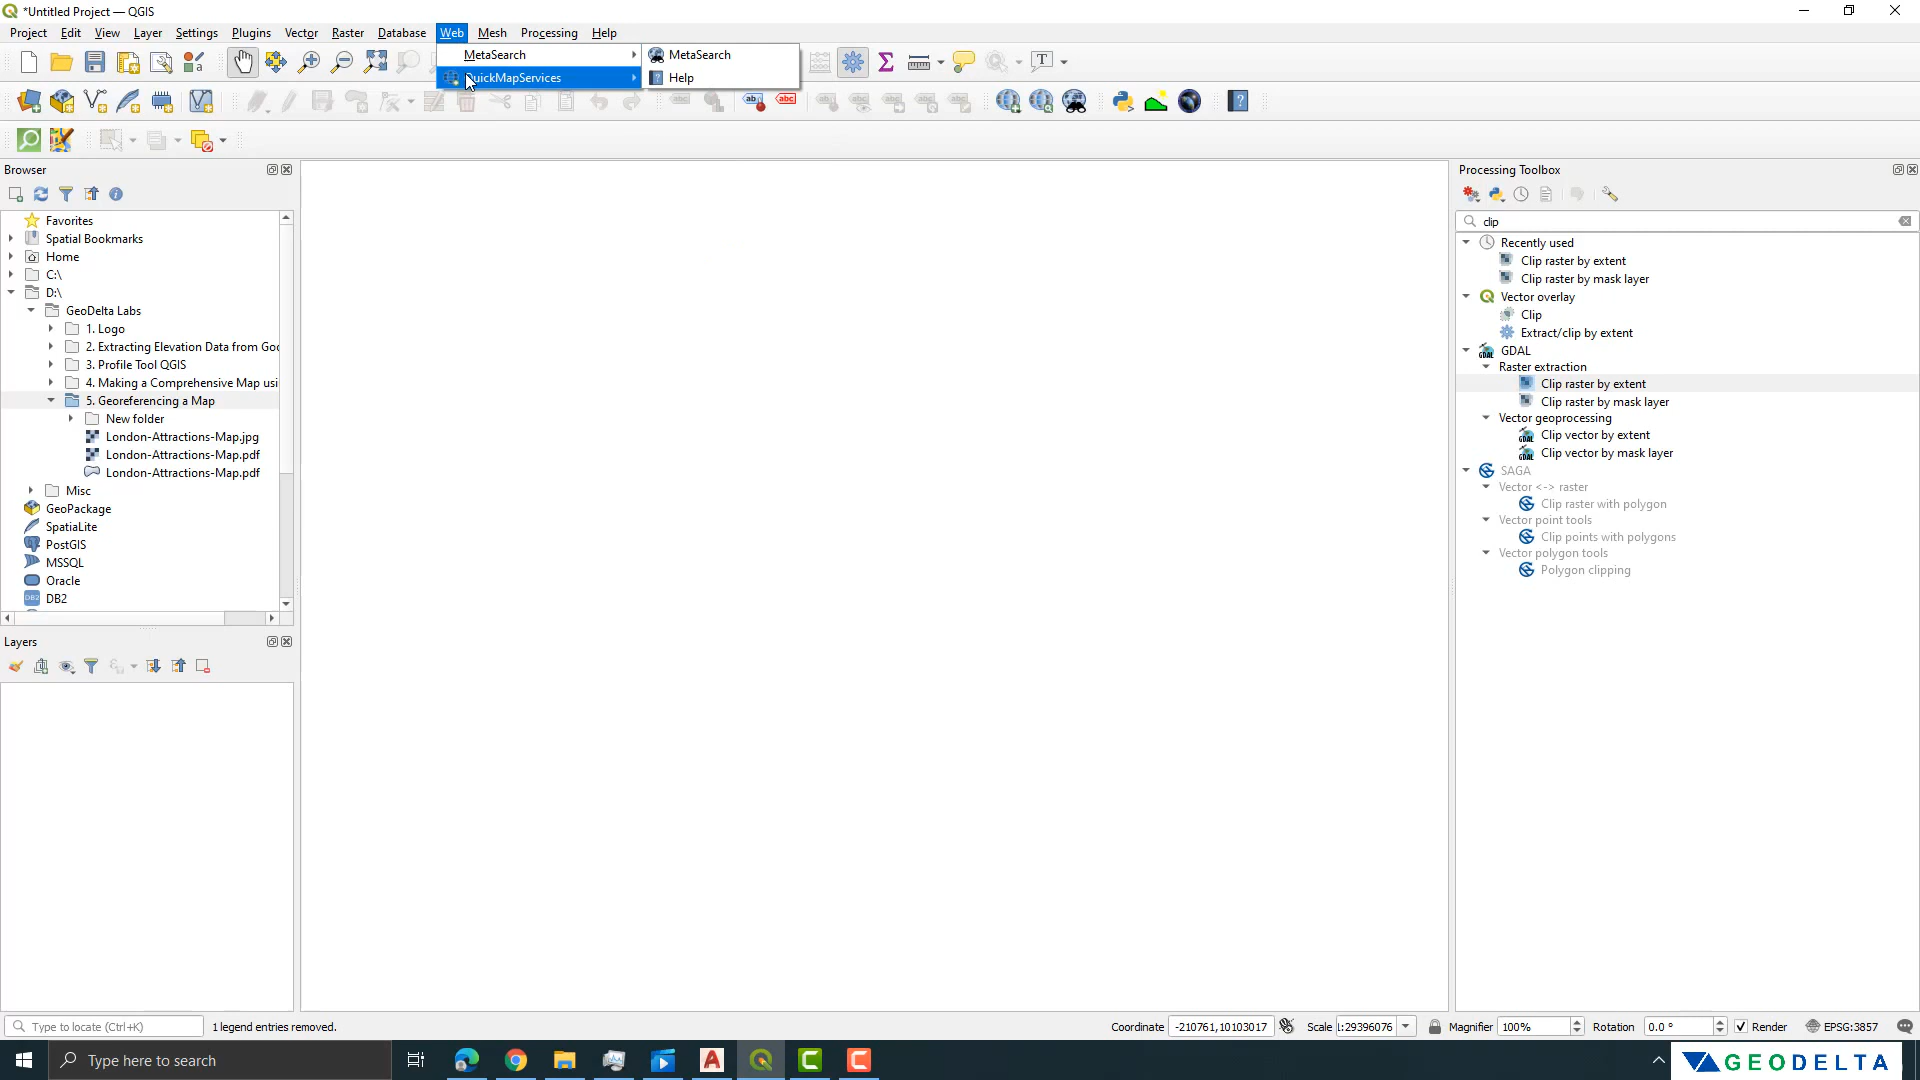 *Untitled Project — QGIS
Project Edit View Layer Settings Plugins Vector Raster Database Web Mesh Processing Help
MetaSearch
QuickMapServices
MetaSearch
Help
Browser
Favorites
Spatial Bookmarks
Home
C:\
D:\
GeoDelta Labs
1. Logo
2. Extracting Elevation Data from Goo
3. Profile Tool QGIS
4. Making a Comprehensive Map usi
5. Georeferencing a Map
New folder
London-Attractions-Map.jpg
London-Attractions-Map.pdf
London-Attractions-Map.pdf
Misc
GeoPackage
SpatiaLite
PostGIS
MSSQL
Oracle
DB2
Layers
Processing Toolbox
clip
Recently used
Clip raster by extent
Clip raster by mask layer
Vector overlay
Clip
Extract/clip by extent
GDAL
Raster extraction
Clip raster by extent
Clip raster by mask layer
Vector geoprocessing
Clip vector by extent
Clip vector by mask layer
SAGA
Vector <-> raster
Clip raster with polygon
Vector point tools
Clip points with polygons
Vector polygon tools
Polygon clipping
Type to locate (Ctrl+K) 1 legend entries removed. Coordinate -210761,10103017 Scale 1:29396076 Magnifier 100% Rotation 0.0 ° Render EPSG:3857
Type here to search
GEODELTA